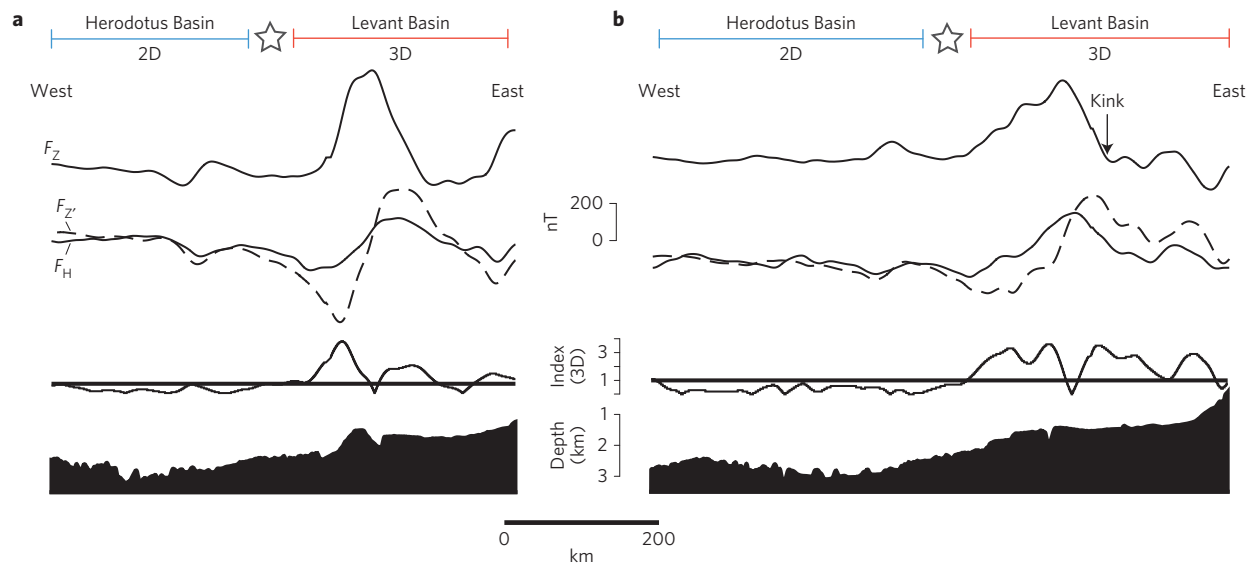 a
Herodotus Basin
Levant Basin
2D
3D
West
East
FZ
FZ′
FH
b
Herodotus Basin
Levant Basin
2D
3D
West
East
Kink
nT
200
0
Index
(3D)
3
1
Depth
(km)
1
2
3
0
200
km